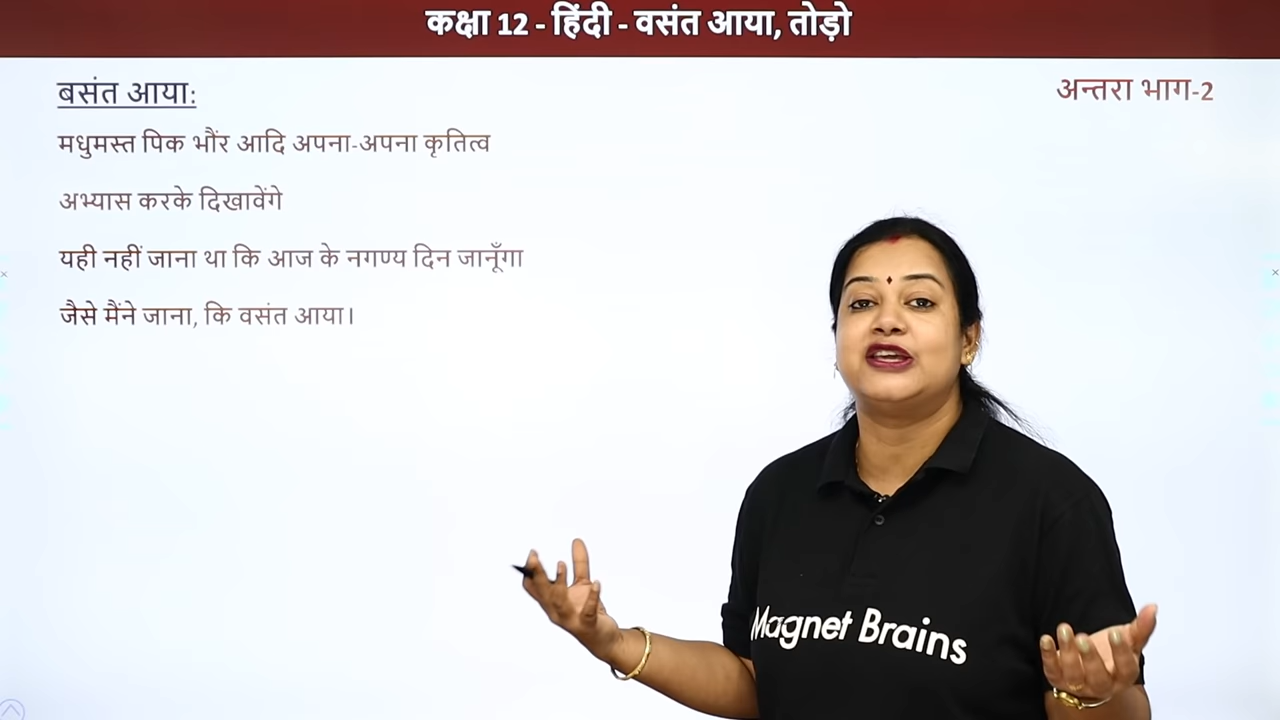 कक्षा 12 - हिंदी - वसंत आया, तोड़ो
बसंत आया:
अन्तरा भाग-2
मधुमस्त पिक भौंर आदि अपना-अपना कृतित्व
अभ्यास करके दिखावेंगे
यही नहीं जाना था कि आज के नगण्य दिन जानूँगा
जैसे मैंने जाना, कि वसंत आया।
Magnet Brains